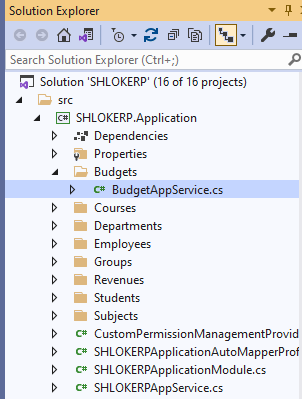 Solution Explorer
Search Solution Explorer (Ctrl+;)
Solution 'SHLOKERP' (16 of 16 projects)
src
C# SHLOKERP.Application
Dependencies
Properties
Budgets
C# BudgetAppService.cs
Courses
Departments
Employees
Groups
Revenues
Students
Subjects
C# CustomPermissionManagementProvid
C# SHLOKERPApplicationAutoMapperProf
C# SHLOKERPApplicationModule.cs
C# SHLOKERPAppService.cs